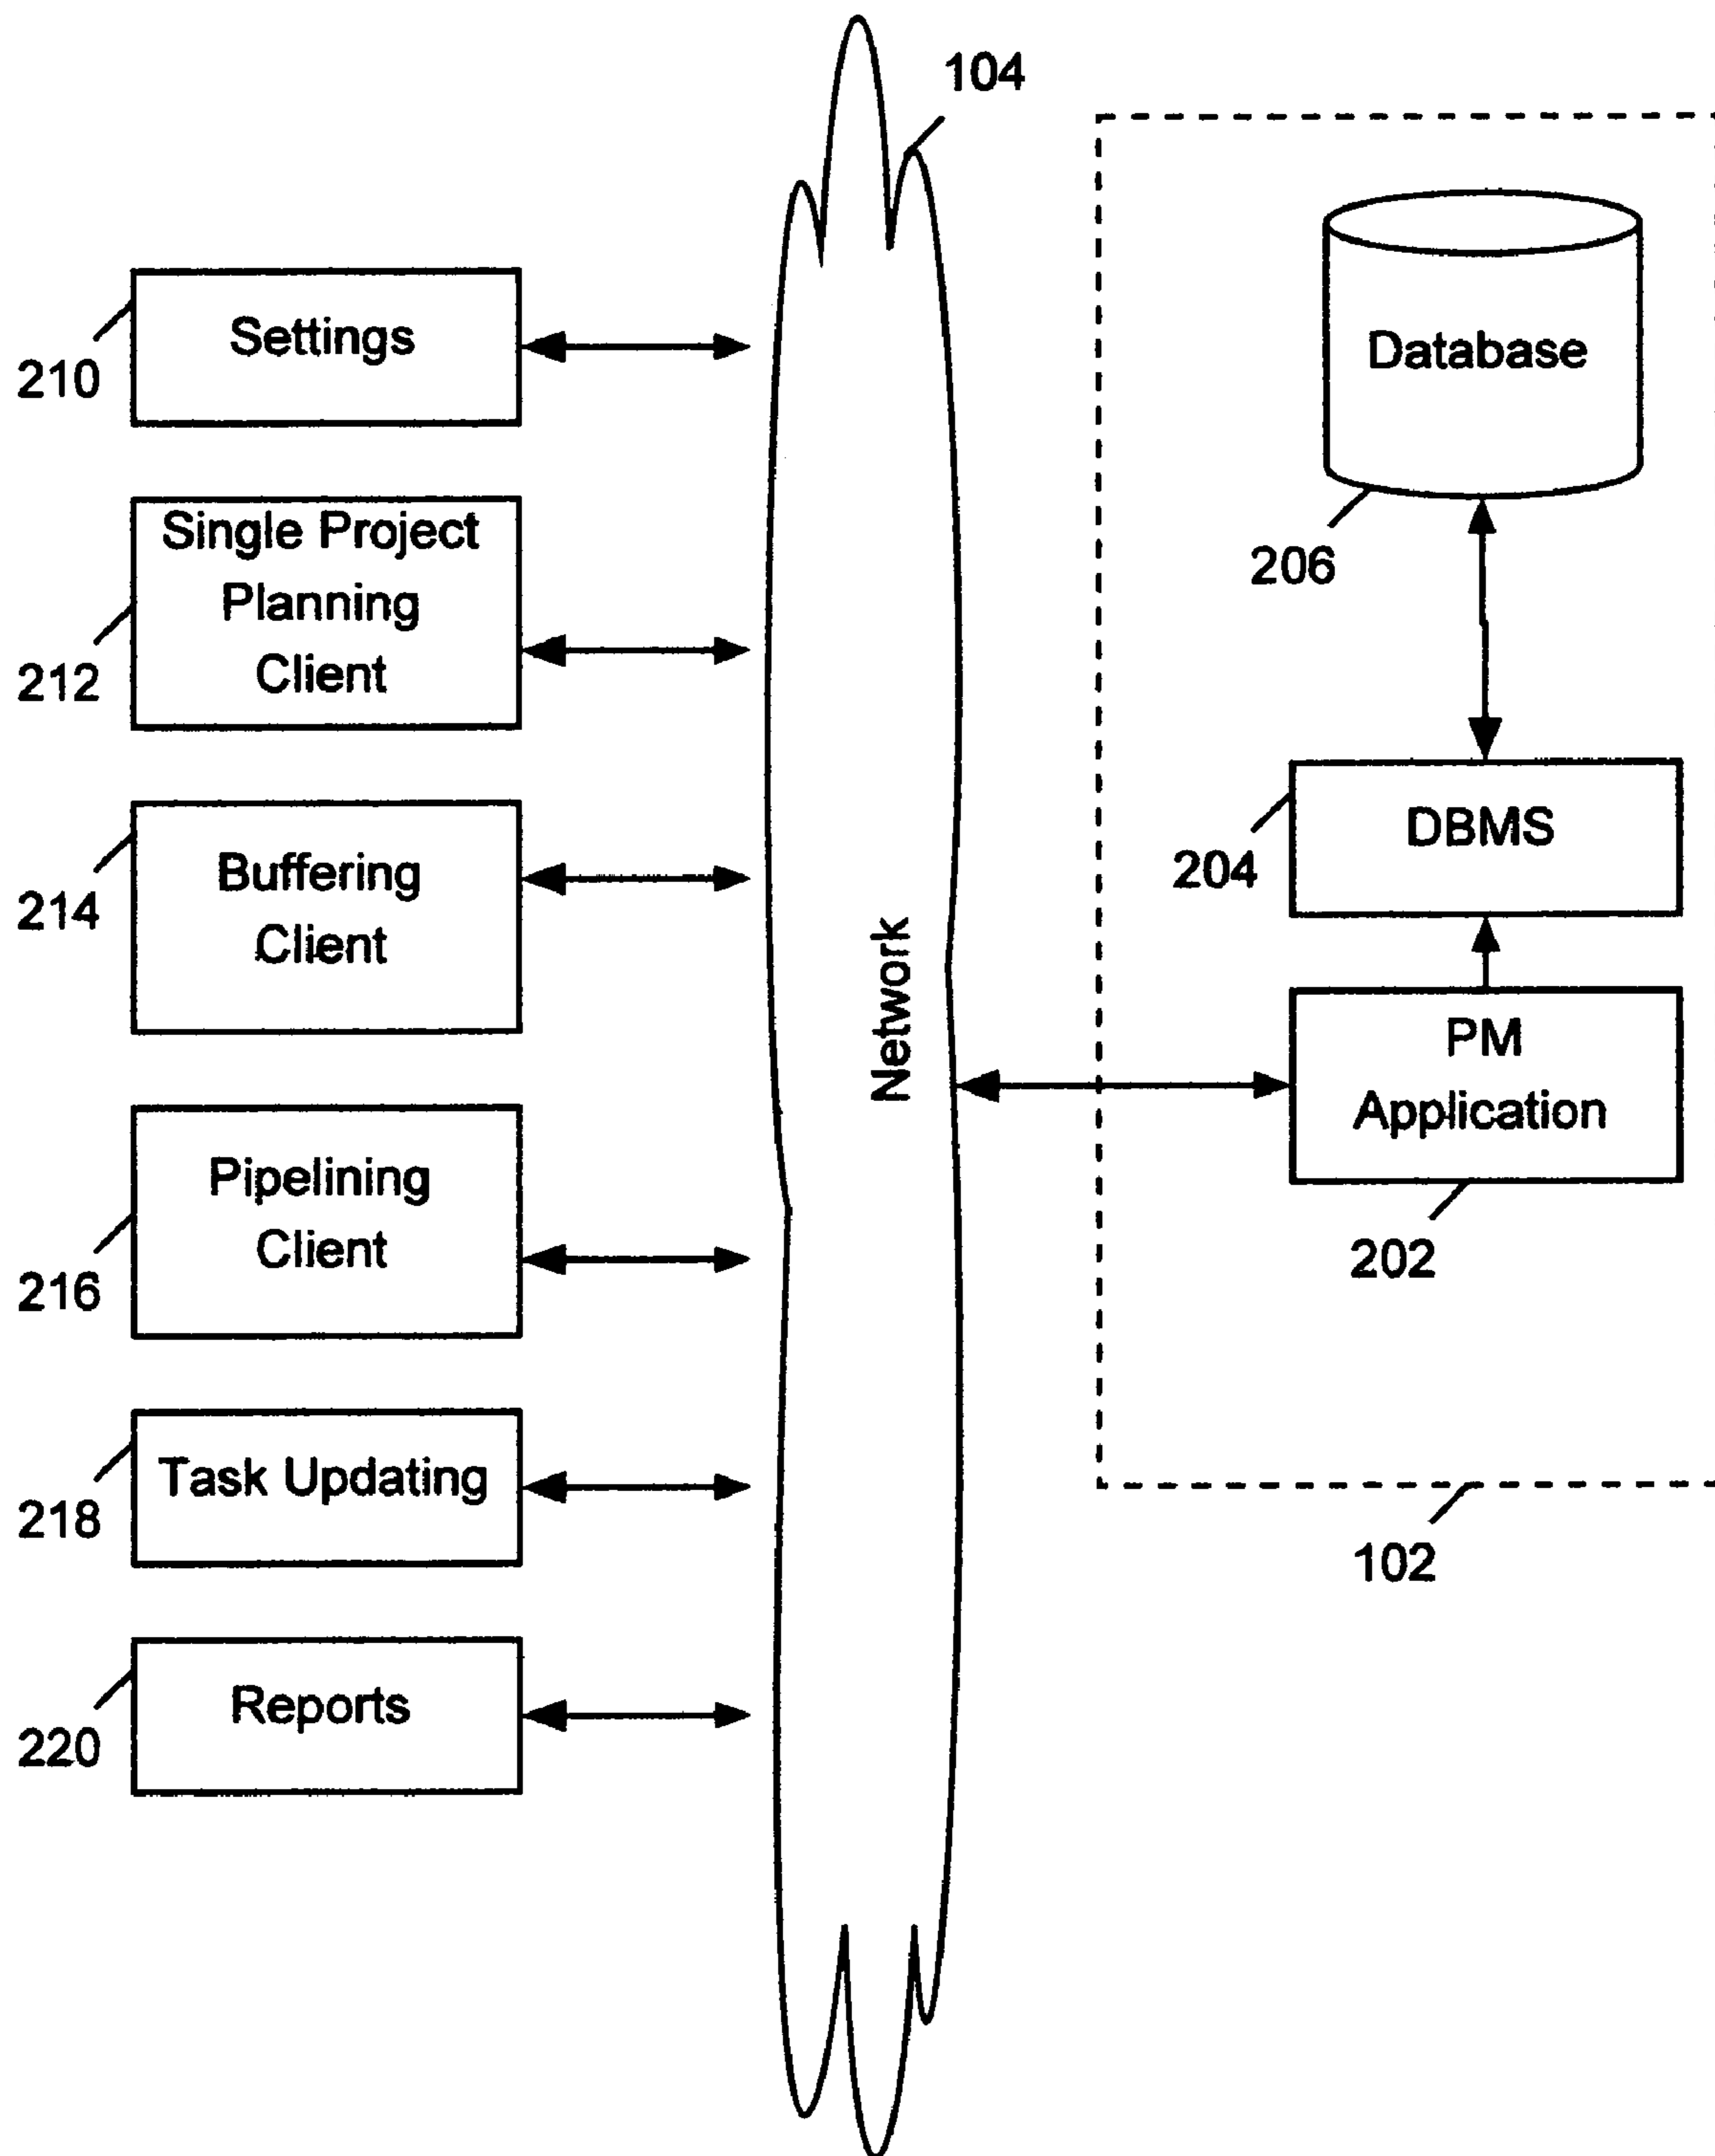 104
Settings
210
Single Project
Planning
Client
212
Buffering
Client
214
Pipelining
Client
216
Task Updating
218
Reports
220
Network
Database
206
DBMS
204
PM
Application
202
102